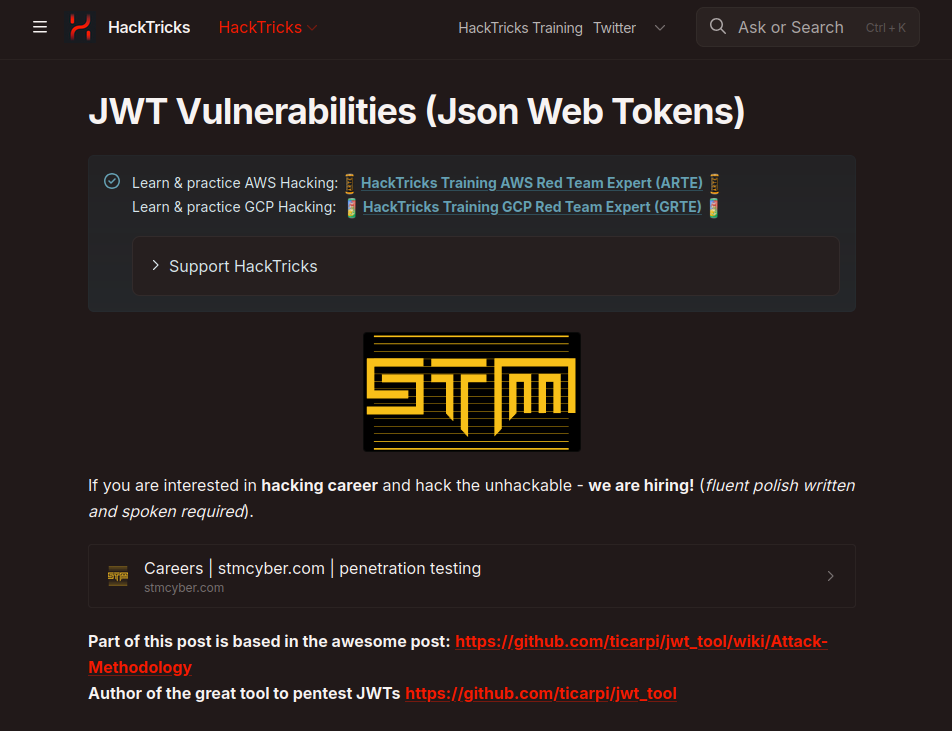 HackTricks
HackTricks
HackTricks Training
Twitter
Ask or Search
Ctrl + K
JWT Vulnerabilities (Json Web Tokens)
Learn & practice AWS Hacking: HackTricks Training AWS Red Team Expert (ARTE)
Learn & practice GCP Hacking: HackTricks Training GCP Red Team Expert (GRTE)
Support HackTricks
STM
If you are interested in hacking career and hack the unhackable - we are hiring! (fluent polish written
and spoken required).
STM
Careers | stmcyber.com | penetration testing
stmcyber.com
Part of this post is based in the awesome post: https://github.com/ticarpi/jwt_tool/wiki/Attack-
Methodology
Author of the great tool to pentest JWTs https://github.com/ticarpi/jwt_tool